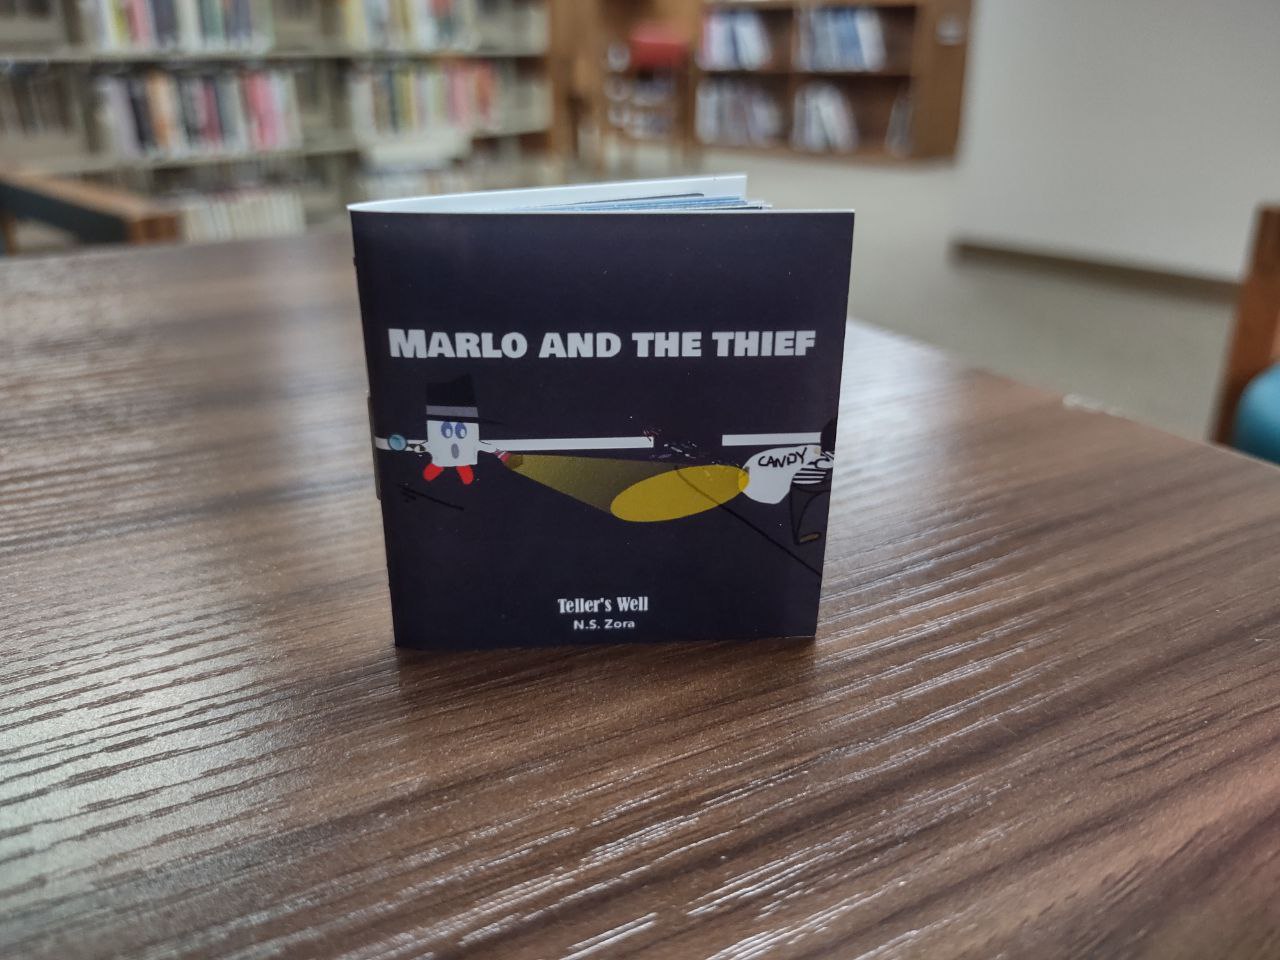 MARLO AND THE THIEF
CANDY
Teller's Well
N.S. Zora